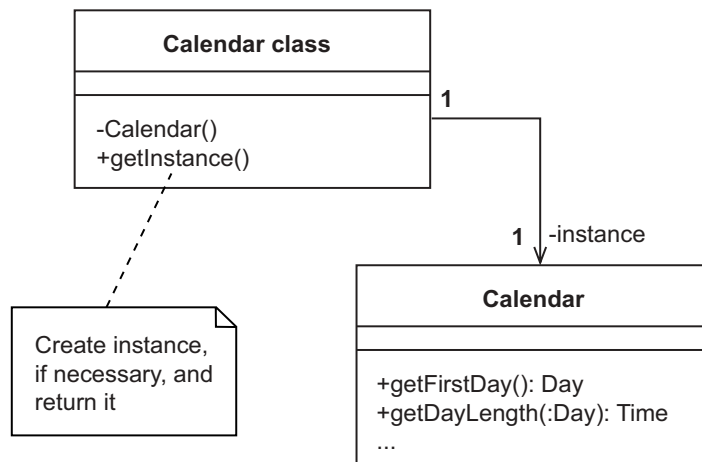 Calendar class
-Calendar()
+getInstance()
1
1
-instance
Create instance,
if necessary, and
return it
Calendar
+getFirstDay(): Day
+getDayLength(:Day): Time
...